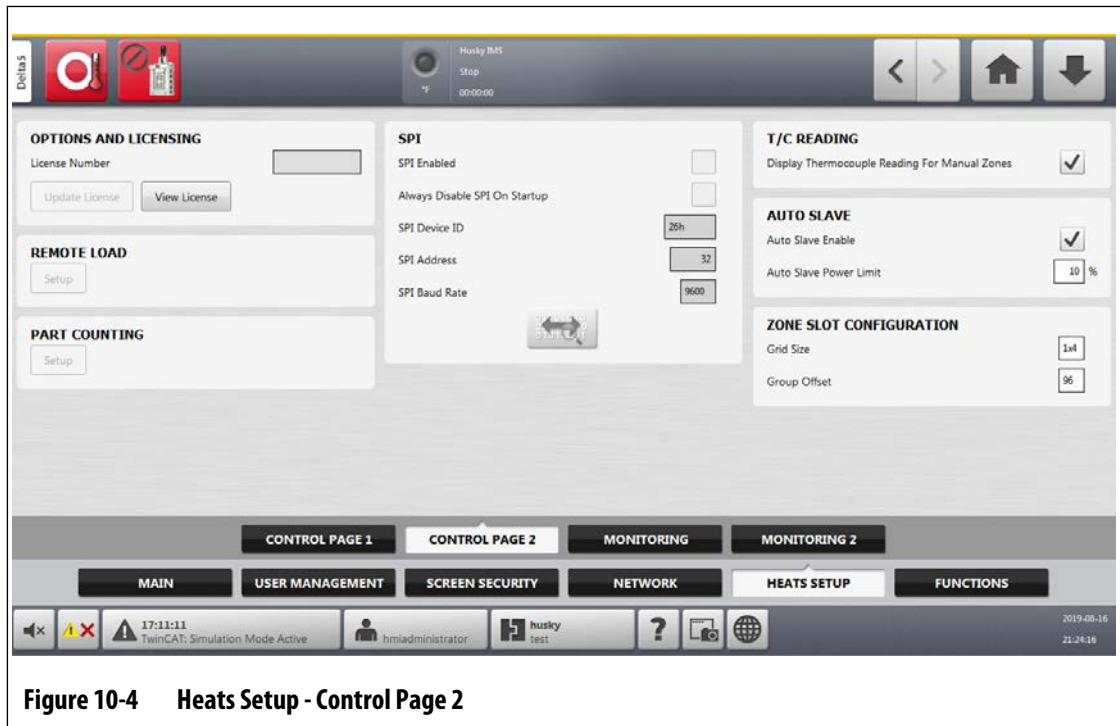 Delta5
Husky IMS
Stop
°F
00:00:00
OPTIONS AND LICENSING
License Number
Update License
View License
REMOTE LOAD
Setup
PART COUNTING
Setup
SPI
SPI Enabled
Always Disable SPI On Startup
SPI Device ID
26h
SPI Address
32
SPI Baud Rate
9600
T/C READING
Display Thermocouple Reading For Manual Zones
AUTO SLAVE
Auto Slave Enable
Auto Slave Power Limit
10 %
ZONE SLOT CONFIGURATION
Grid Size
1x4
Group Offset
96
CONTROL PAGE 1
CONTROL PAGE 2
MONITORING
MONITORING 2
MAIN
USER MANAGEMENT
SCREEN SECURITY
NETWORK
HEATS SETUP
FUNCTIONS
17:11:11
TwinCAT: Simulation Mode Active
hmiadministrator
husky
test
?
2019-08-16
21:24:16
Figure 10-4 Heats Setup - Control Page 2